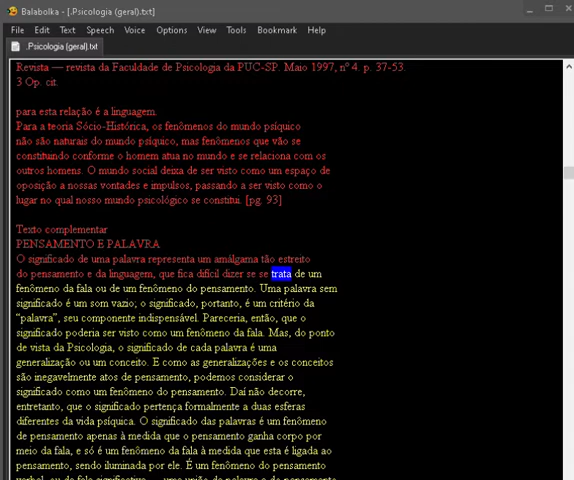 Balabolka - [.Psicologia (geral).txt]
File Edit Text Speech Voice Options View Tools Bookmark Help
.Psicologia (geral).txt
Revista — revista da Faculdade de Psicologia da PUC-SP. Maio 1997, nº 4. p. 37-53.
3 Op. cit.
para esta relação é a linguagem.
Para a teoria Sócio-Histórica, os fenômenos do mundo psíquico
não são naturais do mundo psíquico, mas fenômenos que vão se
constituindo conforme o homem atua no mundo e se relaciona com os
outros homens. O mundo social deixa de ser visto como um espaço de
oposição a nossas vontades e impulsos, passando a ser visto como o
lugar no qual nosso mundo psicológico se constitui. [pg. 93]
Texto complementar
PENSAMENTO E PALAVRA
O significado de uma palavra representa um amálgama tão estreito
do pensamento e da linguagem, que fica difícil dizer se se trata de um
fenômeno da fala ou de um fenômeno do pensamento. Uma palavra sem
significado é um som vazio; o significado, portanto, é um critério da
“palavra”, seu componente indispensável. Pareceria, então, que o
significado poderia ser visto como um fenômeno da fala. Mas, do ponto
de vista da Psicologia, o significado de cada palavra é uma
generalização ou um conceito. E como as generalizações e os conceitos
são inegavelmente atos de pensamento, podemos considerar o
significado como um fenômeno do pensamento. Daí não decorre,
entretanto, que o significado pertença formalmente a duas esferas
diferentes da vida psíquica. O significado das palavras é um fenômeno
de pensamento apenas à medida que o pensamento ganha corpo por
meio da fala, e só é um fenômeno da fala à medida que esta é ligada ao
pensamento, sendo iluminada por ele. É um fenômeno do pensamento
verbal, ou da fala significativa — uma união da palavra e do pensamento